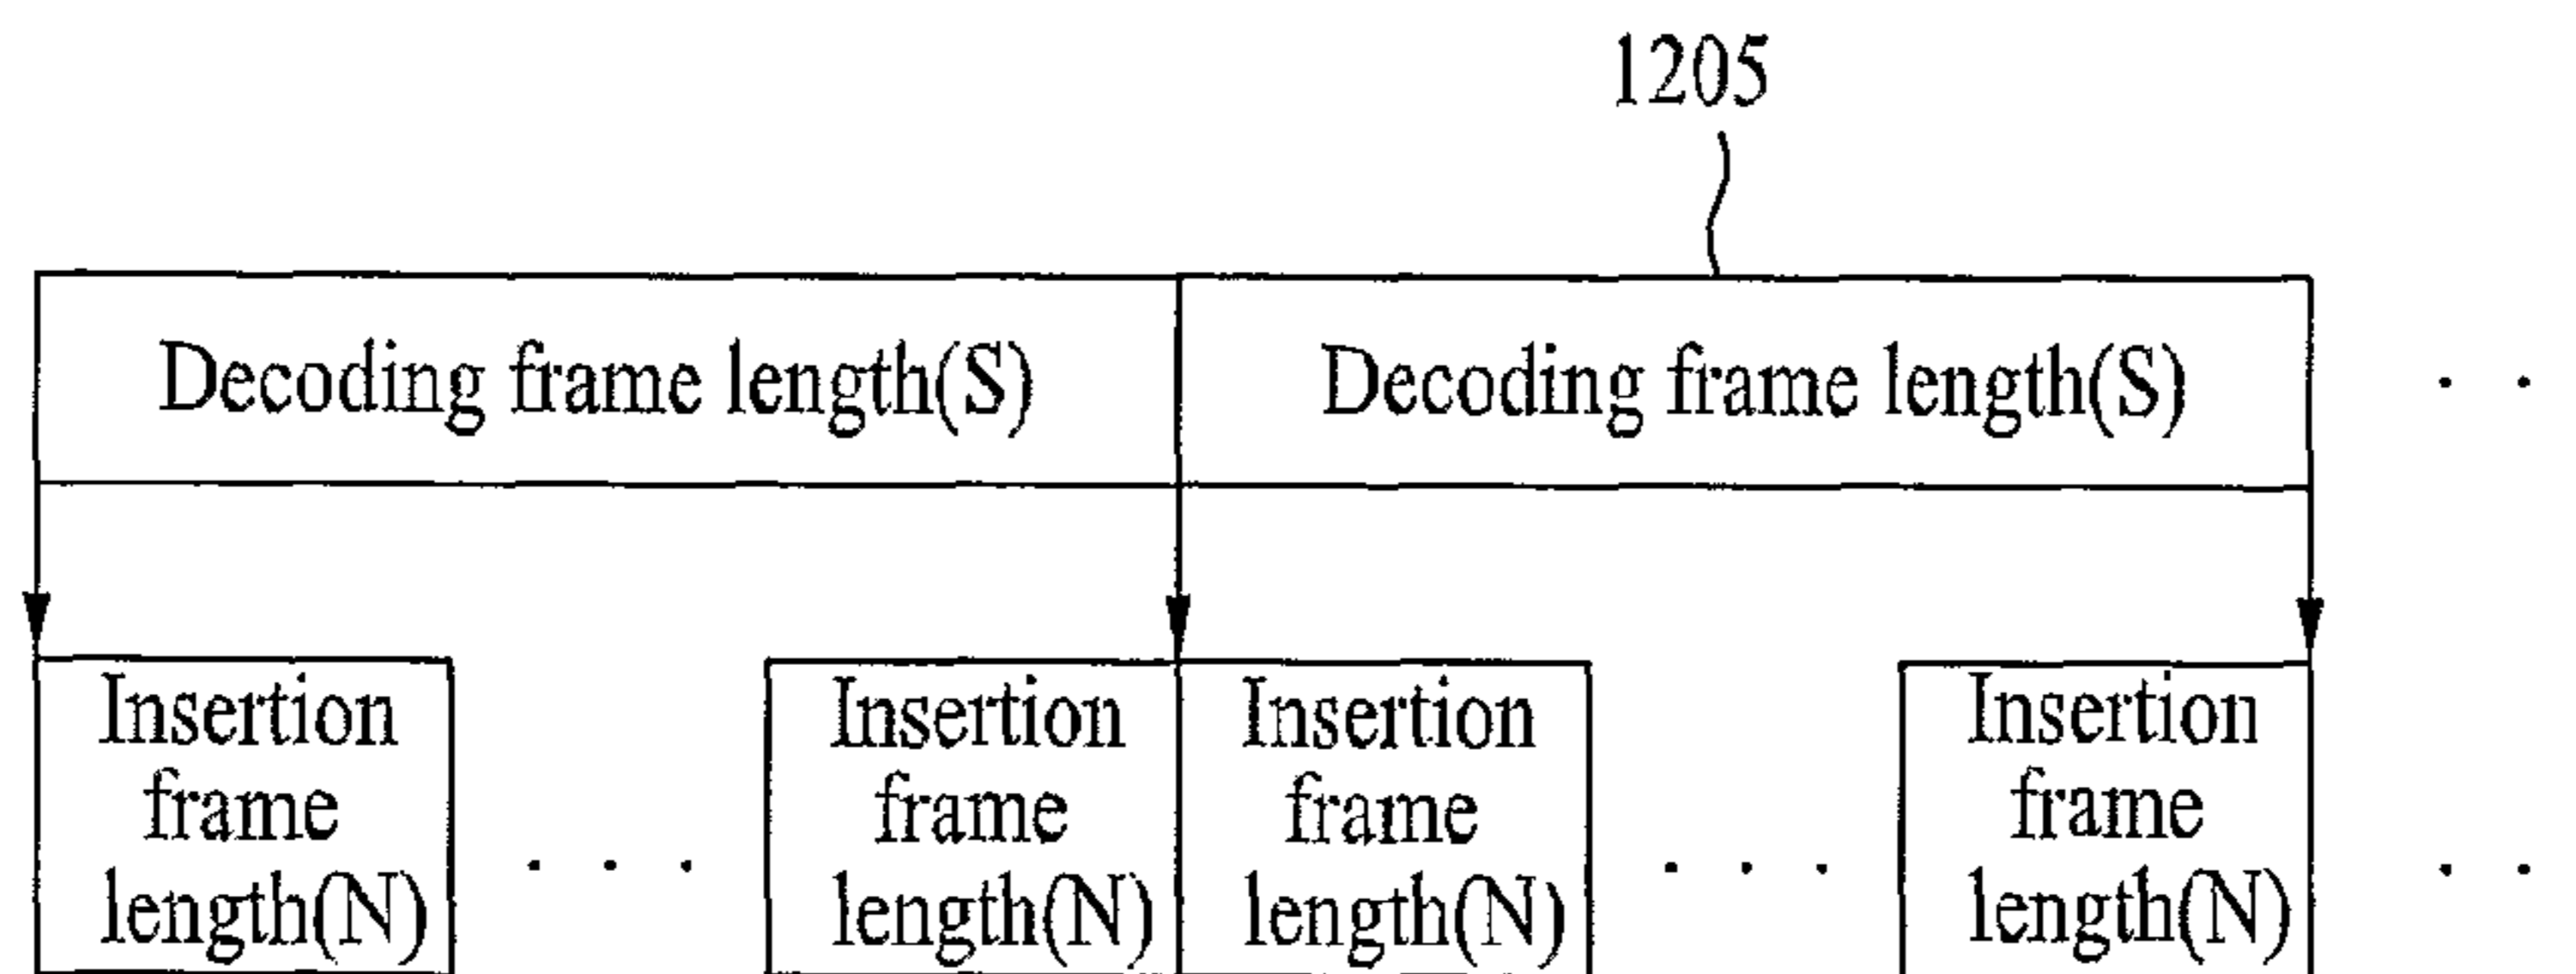 1205
Decoding frame length(S) Decoding frame length(S) . .
Insertion Insertion Insertion Insertion
frame frame frame frame
length(N) . . . length(N) length(N) . . . length(N) . .